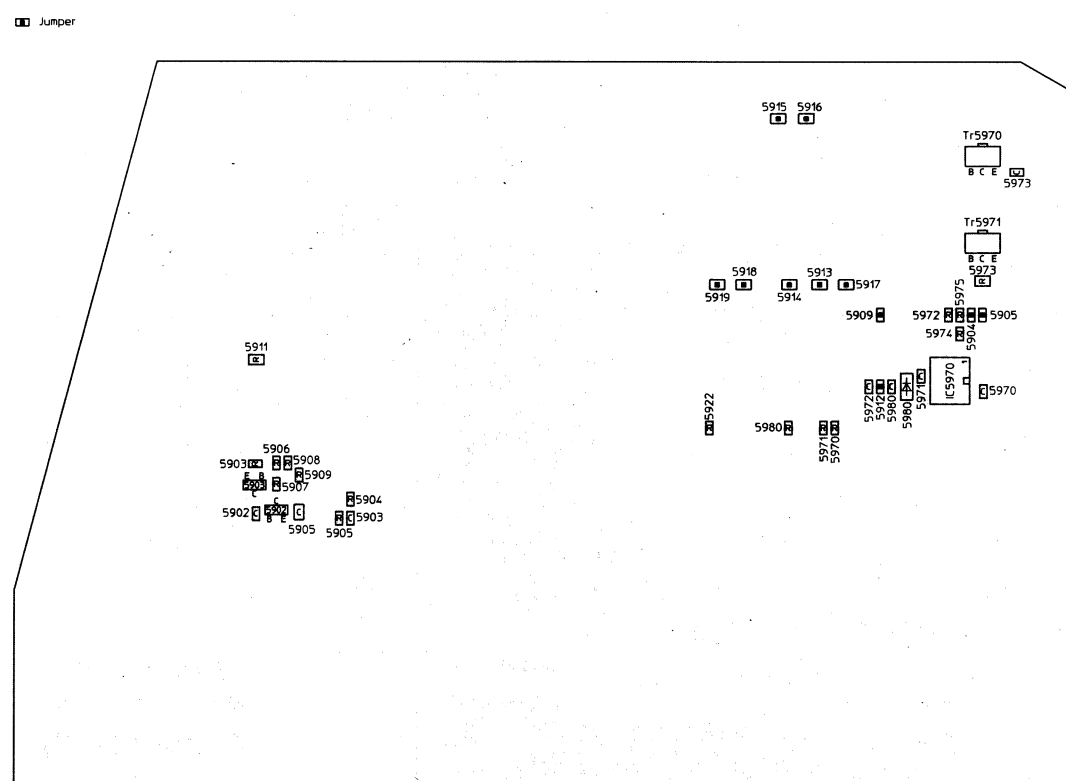 Jumper
5915 5916
Tr5970
B C E
C
5973
Tr5971
B C E
5973
R
5918 5913
5917
5919 5914
5975
5909
5972
R R
5905
5974
R
5904
5911
R
1
IC5970
C
C C
C
5970
5972
5912
5980
5980
5971
5922
R
5980
R
R R
5971
5970
5906
5903
R
R R
5908
R
5909
E B
5903
C
R
5907
C
5902
C
5902
B E
C
5905
R
5904
R C
5903
5905